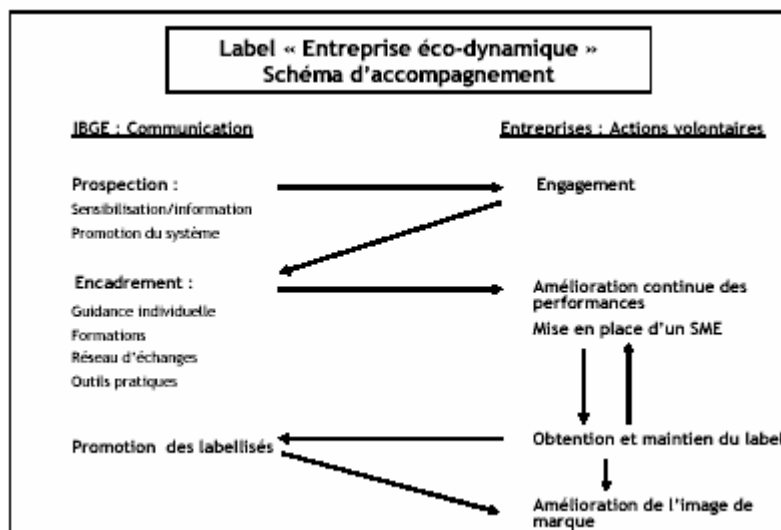 Label « Entreprise éco-dynamique »
Schéma d'accompagnement
IBGE : Communication
Entreprises : Actions volontaires
Prospection :
Sensibilisation/information
Promotion du système
Engagement
Encadrement :
Guidance individuelle
Formations
Réseau d'échanges
Outils pratiques
Amélioration continue des
performances
Mise en place d'un SME
Promotion des labellisés
Obtention et maintien du label
Amélioration de l'image de
marque